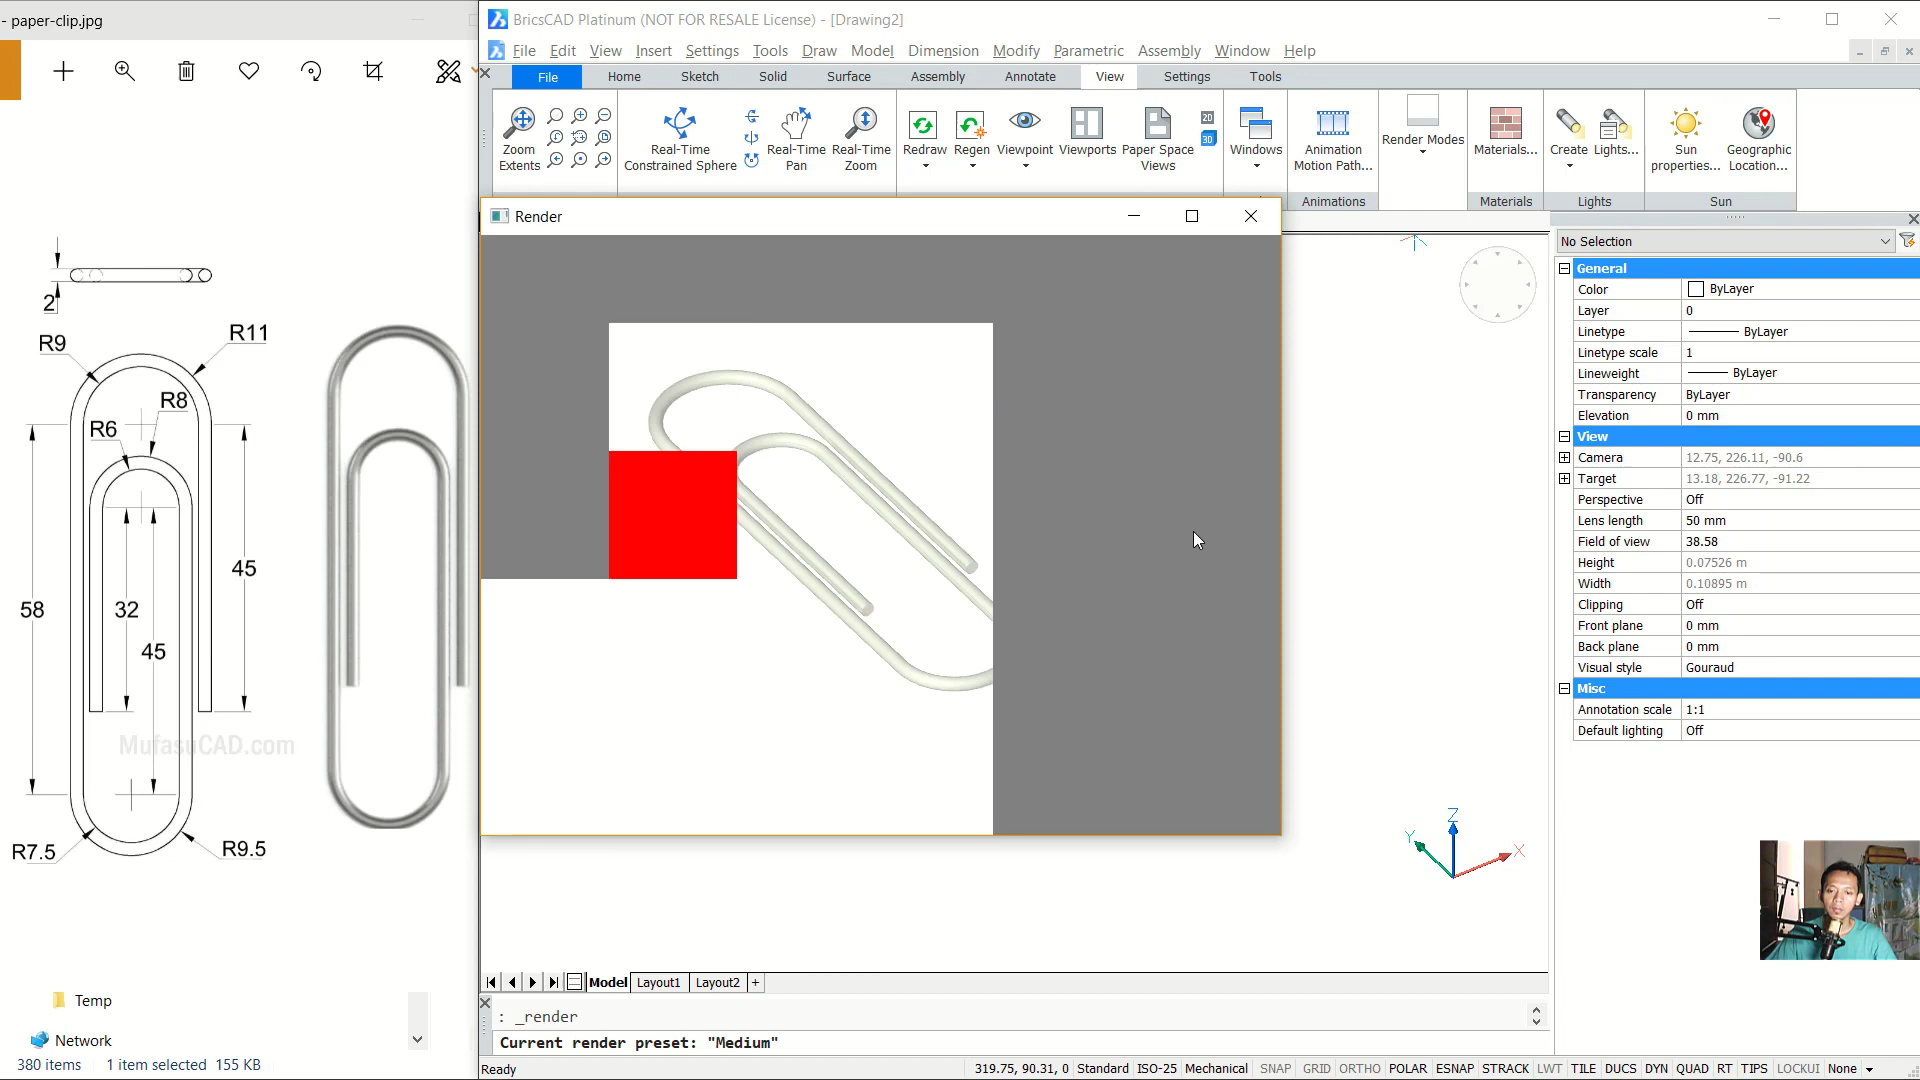 - paper-clip.jpg
BricsCAD Platinum (NOT FOR RESALE License) - [Drawing2]
File Edit View Insert Settings Tools Draw Model Dimension Modify Parametric Assembly Window Help
File Home Sketch Solid Surface Assembly Annotate View Settings Tools
Zoom Extents
Real-Time Constrained Sphere
Real-Time Pan
Real-Time Zoom
Redraw
Regen
Viewpoint
Viewports
Paper Space Views
2D
3D
Windows
Animation Motion Path...
Render Modes
Materials...
Create
Lights...
Sun properties...
Geographic Location...
Animations
Materials
Lights
Sun
Render
No Selection
General
Color ByLayer
Layer 0
Linetype ByLayer
Linetype scale 1
Lineweight ByLayer
Transparency ByLayer
Elevation 0 mm
View
Camera 12.75, 226.11, -90.6
Target 13.18, 226.77, -91.22
Perspective Off
Lens length 50 mm
Field of view 38.58
Height 0.07526 m
Width 0.10895 m
Clipping Off
Front plane 0 mm
Back plane 0 mm
Visual style Gouraud
Misc
Annotation scale 1:1
Default lighting Off
2
R9
R11
R8
R6
58
32
45
45
MufasuCAD.com
R7.5
R9.5
Z
Y
X
Temp
Network
380 items 1 item selected 155 KB
Model Layout1 Layout2 +
: _render
Current render preset: "Medium"
Ready
319.75, 90.31, 0 Standard ISO-25 Mechanical SNAP GRID ORTHO POLAR ESNAP STRACK LWT TILE DUCS DYN QUAD RT TIPS LOCKUI None